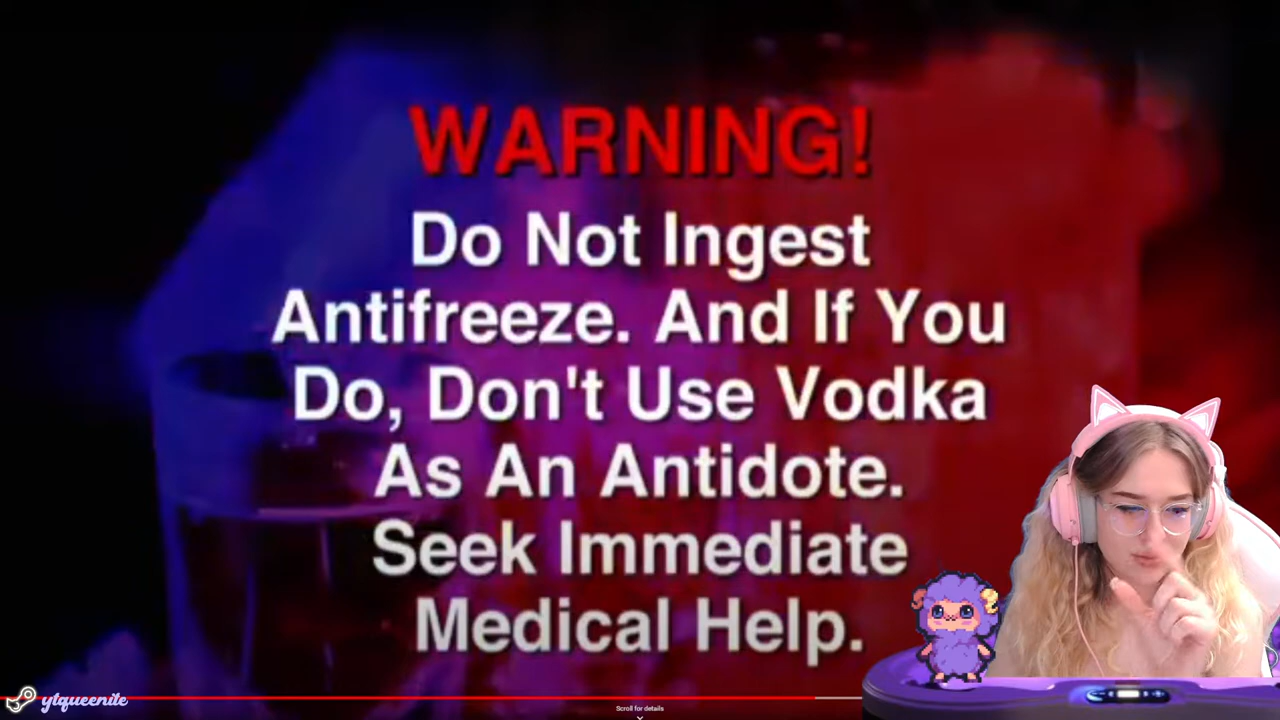 WARNING!
Do Not Ingest
Antifreeze. And If You
Do, Don't Use Vodka
As An Antidote.
Seek Immediate
Medical Help.
ytqueenite
Scroll for details